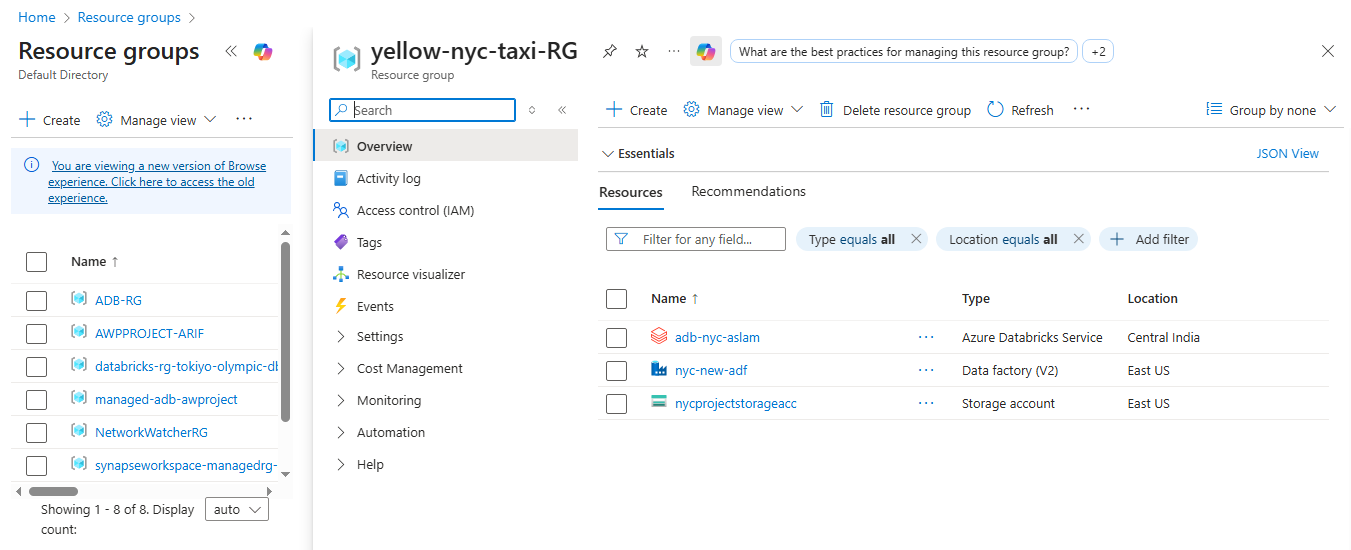 Home > Resource groups >
Resource groups
Default Directory
Create Manage view ...
You are viewing a new version of Browse
experience. Click here to access the old
experience.
Name ↑
ADB-RG
AWPPROJECT-ARIF
databricks-rg-tokiyo-olympic-db
managed-adb-awproject
NetworkWatcherRG
synapseworkspace-managedrg-
Showing 1 - 8 of 8. Display
count:
auto
yellow-nyc-taxi-RG
Resource group
Search
Overview
Activity log
Access control (IAM)
Tags
Resource visualizer
Events
Settings
Cost Management
Monitoring
Automation
Help
... What are the best practices for managing this resource group? +2
Create Manage view Delete resource group Refresh ... Group by none
Essentials JSON View
Resources Recommendations
Filter for any field... Type equals all Location equals all Add filter
Name ↑ Type Location
adb-nyc-aslam ... Azure Databricks Service Central India
nyc-new-adf ... Data factory (V2) East US
nycprojectstorageacc ... Storage account East US